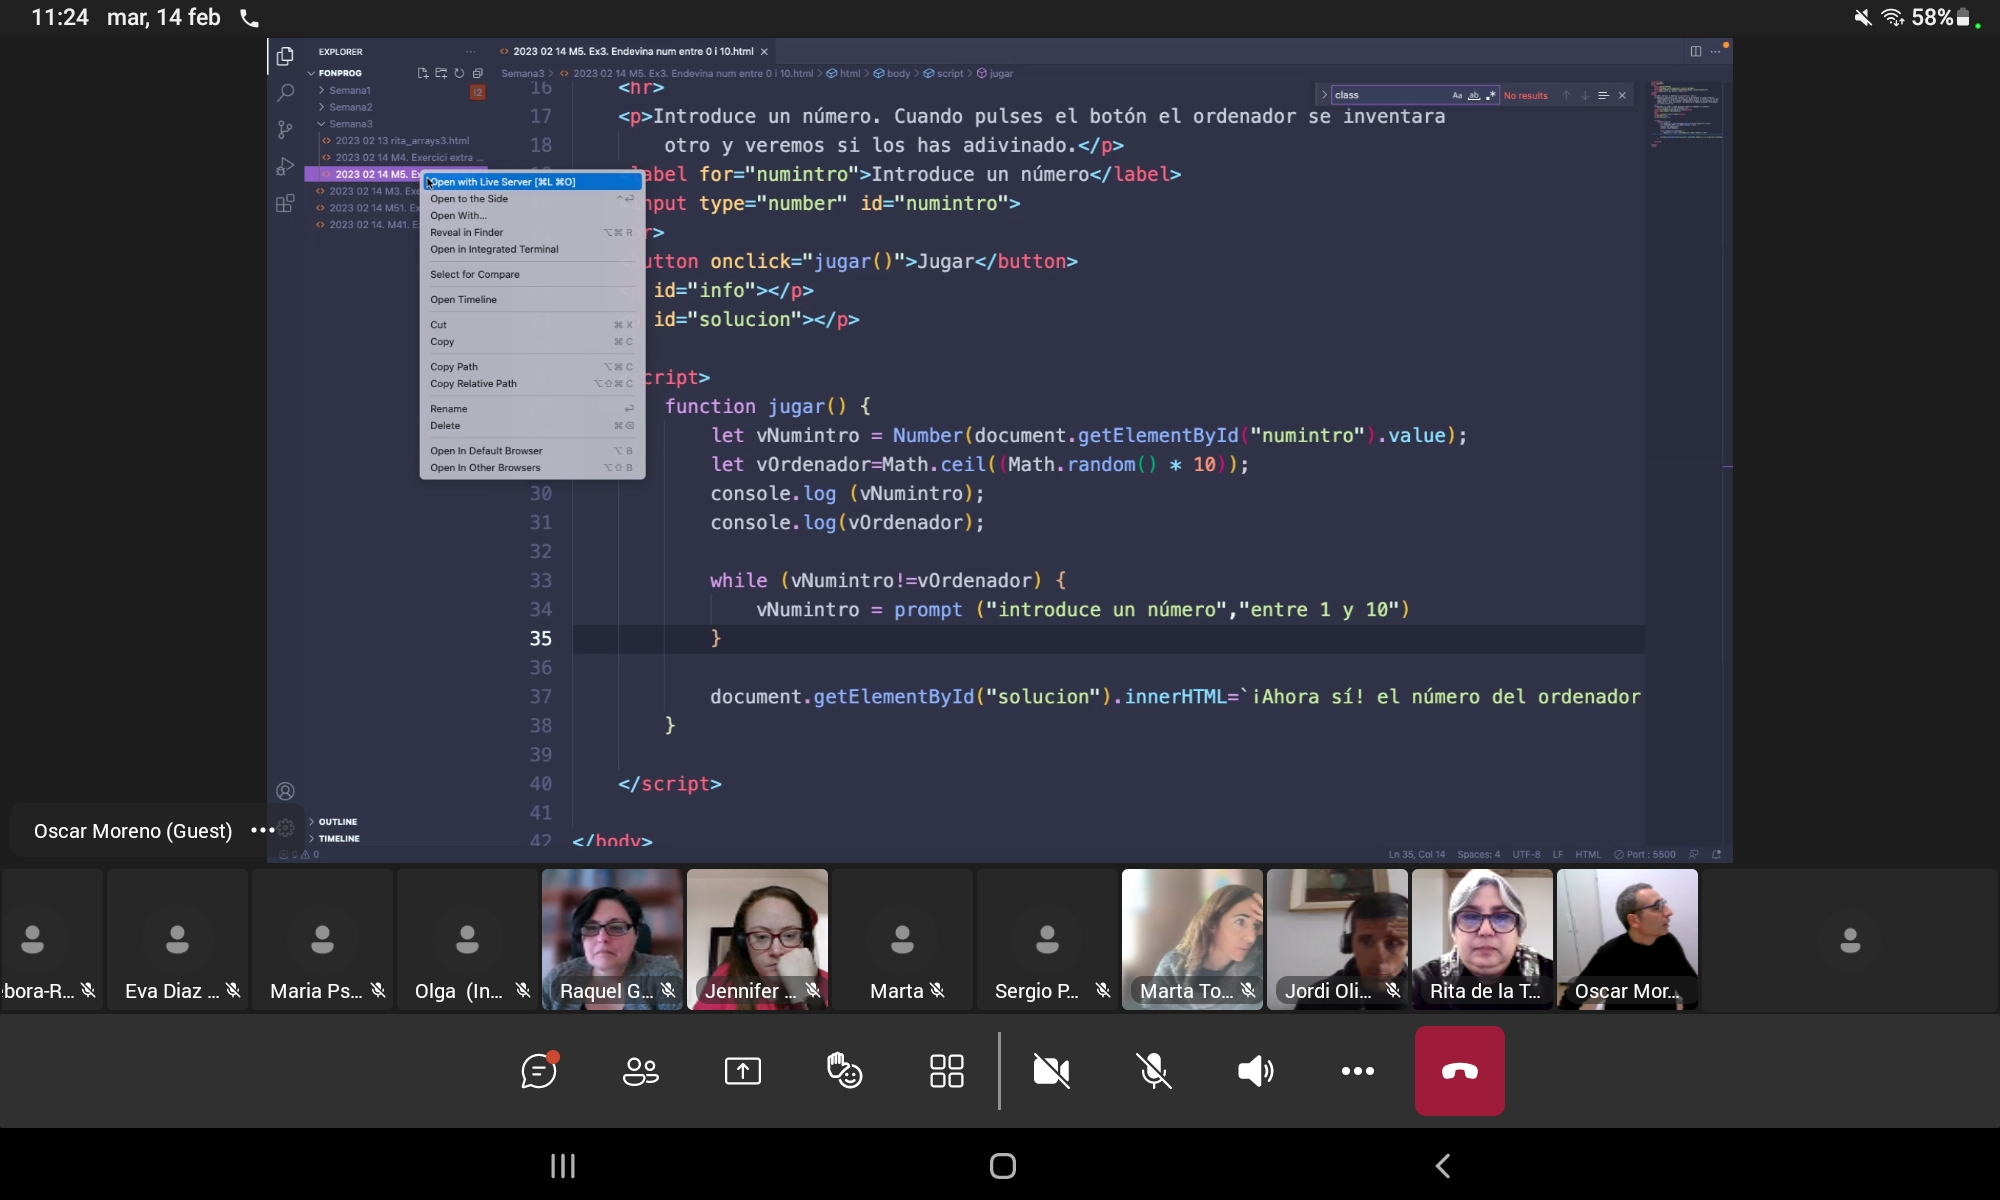 11:24 mar, 14 feb
58%
EXPLORER
2023 02 14 M5. Ex3. Endevina num entre 0 i 10.html
FONPROG
Semana3 > 2023 02 14 M5. Ex3. Endevina num entre 0 i 10.html > html > body > script > jugar
Semana1
12
Semana2
Semana3
2023 02 13 rita_arrays3.html
2023 02 14 M4. Exercici extra ...
2023 02 14 M5. Ex
2023 02 14 M3. Exe
2023 02 14 M51. Ex
2023 02 14. M41. E
class
Aa ab
No results
Open with Live Server [⌘L ⌘O]
Open to the Side ⌃⏎
Open With...
Reveal in Finder ⌥⌘ R
Open in Integrated Terminal
Select for Compare
Open Timeline
Cut ⌘ X
Copy ⌘ C
Copy Path ⌥⌘ C
Copy Relative Path ⌥⇧⌘ C
Rename ⏎
Delete ⌘⌫
Open In Default Browser ⌥ B
Open In Other Browsers ⌥⇧ B
16 <hr>
17 <p>Introduce un número. Cuando pulses el botón el ordenador se inventara
18 otro y veremos si los has adivinado.</p>
label for="numintro">Introduce un número</label>
nput type="number" id="numintro">
r>
utton onclick="jugar()">Jugar</button>
id="info"></p>
id="solucion"></p>
cript>
function jugar() {
let vNumintro = Number(document.getElementById("numintro").value);
let vOrdenador=Math.ceil((Math.random() * 10));
30 console.log (vNumintro);
31 console.log(vOrdenador);
32
33 while (vNumintro!=vOrdenador) {
34 vNumintro = prompt ("introduce un número","entre 1 y 10")
35 }
36
37 document.getElementById("solucion").innerHTML=`¡Ahora sí! el número del ordenador
38 }
39
40 </script>
41
42 </body>
OUTLINE
TIMELINE
Oscar Moreno (Guest)
0 0
Ln 35, Col 14 Spaces: 4 UTF-8 LF HTML Port : 5500
bora-R...
Eva Diaz ...
Maria Ps...
Olga (In...
Raquel G...
Jennifer ...
Marta
Sergio P...
Marta To...
Jordi Oli...
Rita de la T...
Oscar Mor...